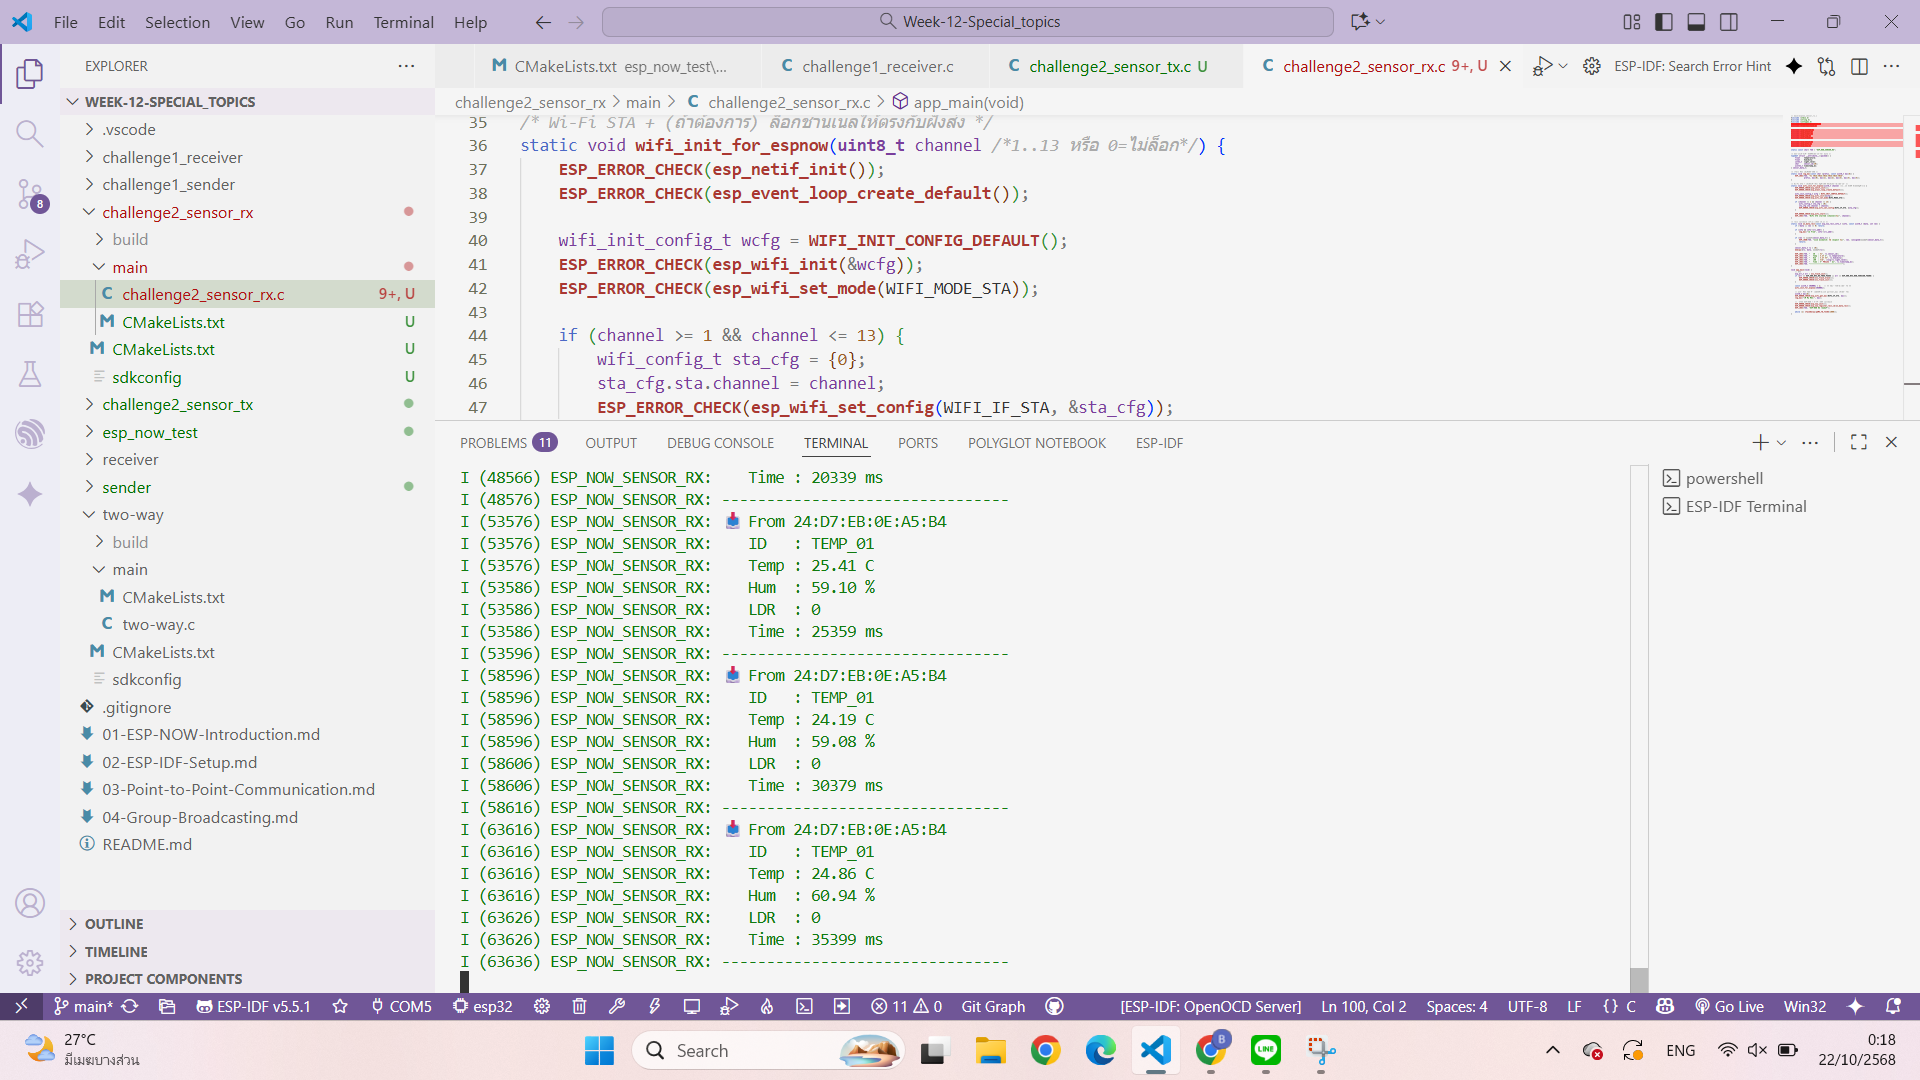 File Edit Selection View Go Run Terminal Help
Week-12-Special_topics
EXPLORER
WEEK-12-SPECIAL_TOPICS
.vscode
challenge1_receiver
challenge1_sender
challenge2_sensor_rx
build
main
challenge2_sensor_rx.c 9+, U
CMakeLists.txt U
CMakeLists.txt U
sdkconfig U
challenge2_sensor_tx
esp_now_test
receiver
sender
two-way
build
main
CMakeLists.txt
two-way.c
CMakeLists.txt
sdkconfig
.gitignore
01-ESP-NOW-Introduction.md
02-ESP-IDF-Setup.md
03-Point-to-Point-Communication.md
04-Group-Broadcasting.md
README.md
OUTLINE
TIMELINE
PROJECT COMPONENTS
CMakeLists.txt esp_now_test\... challenge1_receiver.c challenge2_sensor_tx.c U challenge2_sensor_rx.c 9+, U ESP-IDF: Search Error Hint
challenge2_sensor_rx > main > C challenge2_sensor_rx.c > app_main(void)
35 /* Wi-Fi STA + (ถ้าต้องการ) ล็อกชานเนลให้ตรงกับฝั่งส่ง */
36 static void wifi_init_for_espnow(uint8_t channel /*1..13 หรือ 0=ไม่ล็อก*/) {
37 ESP_ERROR_CHECK(esp_netif_init());
38 ESP_ERROR_CHECK(esp_event_loop_create_default());
39
40 wifi_init_config_t wcfg = WIFI_INIT_CONFIG_DEFAULT();
41 ESP_ERROR_CHECK(esp_wifi_init(&wcfg));
42 ESP_ERROR_CHECK(esp_wifi_set_mode(WIFI_MODE_STA));
43
44 if (channel >= 1 && channel <= 13) {
45 wifi_config_t sta_cfg = {0};
46 sta_cfg.sta.channel = channel;
47 ESP_ERROR_CHECK(esp_wifi_set_config(WIFI_IF_STA, &sta_cfg));
PROBLEMS 11 OUTPUT DEBUG CONSOLE TERMINAL PORTS POLYGLOT NOTEBOOK ESP-IDF
I (48566) ESP_NOW_SENSOR_RX: Time : 20339 ms
I (48576) ESP_NOW_SENSOR_RX: --------------------------------
I (53576) ESP_NOW_SENSOR_RX: 📥 From 24:D7:EB:0E:A5:B4
I (53576) ESP_NOW_SENSOR_RX: ID : TEMP_01
I (53576) ESP_NOW_SENSOR_RX: Temp : 25.41 C
I (53586) ESP_NOW_SENSOR_RX: Hum : 59.10 %
I (53586) ESP_NOW_SENSOR_RX: LDR : 0
I (53586) ESP_NOW_SENSOR_RX: Time : 25359 ms
I (53596) ESP_NOW_SENSOR_RX: --------------------------------
I (58596) ESP_NOW_SENSOR_RX: 📥 From 24:D7:EB:0E:A5:B4
I (58596) ESP_NOW_SENSOR_RX: ID : TEMP_01
I (58596) ESP_NOW_SENSOR_RX: Temp : 24.19 C
I (58596) ESP_NOW_SENSOR_RX: Hum : 59.08 %
I (58606) ESP_NOW_SENSOR_RX: LDR : 0
I (58606) ESP_NOW_SENSOR_RX: Time : 30379 ms
I (58616) ESP_NOW_SENSOR_RX: --------------------------------
I (63616) ESP_NOW_SENSOR_RX: 📥 From 24:D7:EB:0E:A5:B4
I (63616) ESP_NOW_SENSOR_RX: ID : TEMP_01
I (63616) ESP_NOW_SENSOR_RX: Temp : 24.86 C
I (63616) ESP_NOW_SENSOR_RX: Hum : 60.94 %
I (63626) ESP_NOW_SENSOR_RX: LDR : 0
I (63626) ESP_NOW_SENSOR_RX: Time : 35399 ms
I (63636) ESP_NOW_SENSOR_RX: --------------------------------
powershell
ESP-IDF Terminal
8
main* ESP-IDF v5.5.1 COM5 esp32 11 0 Git Graph [ESP-IDF: OpenOCD Server] Ln 100, Col 2 Spaces: 4 UTF-8 LF {} C Go Live Win32
27°C
มีเมฆบางส่วน
Search
B
LINE
ENG
0:18
22/10/2568